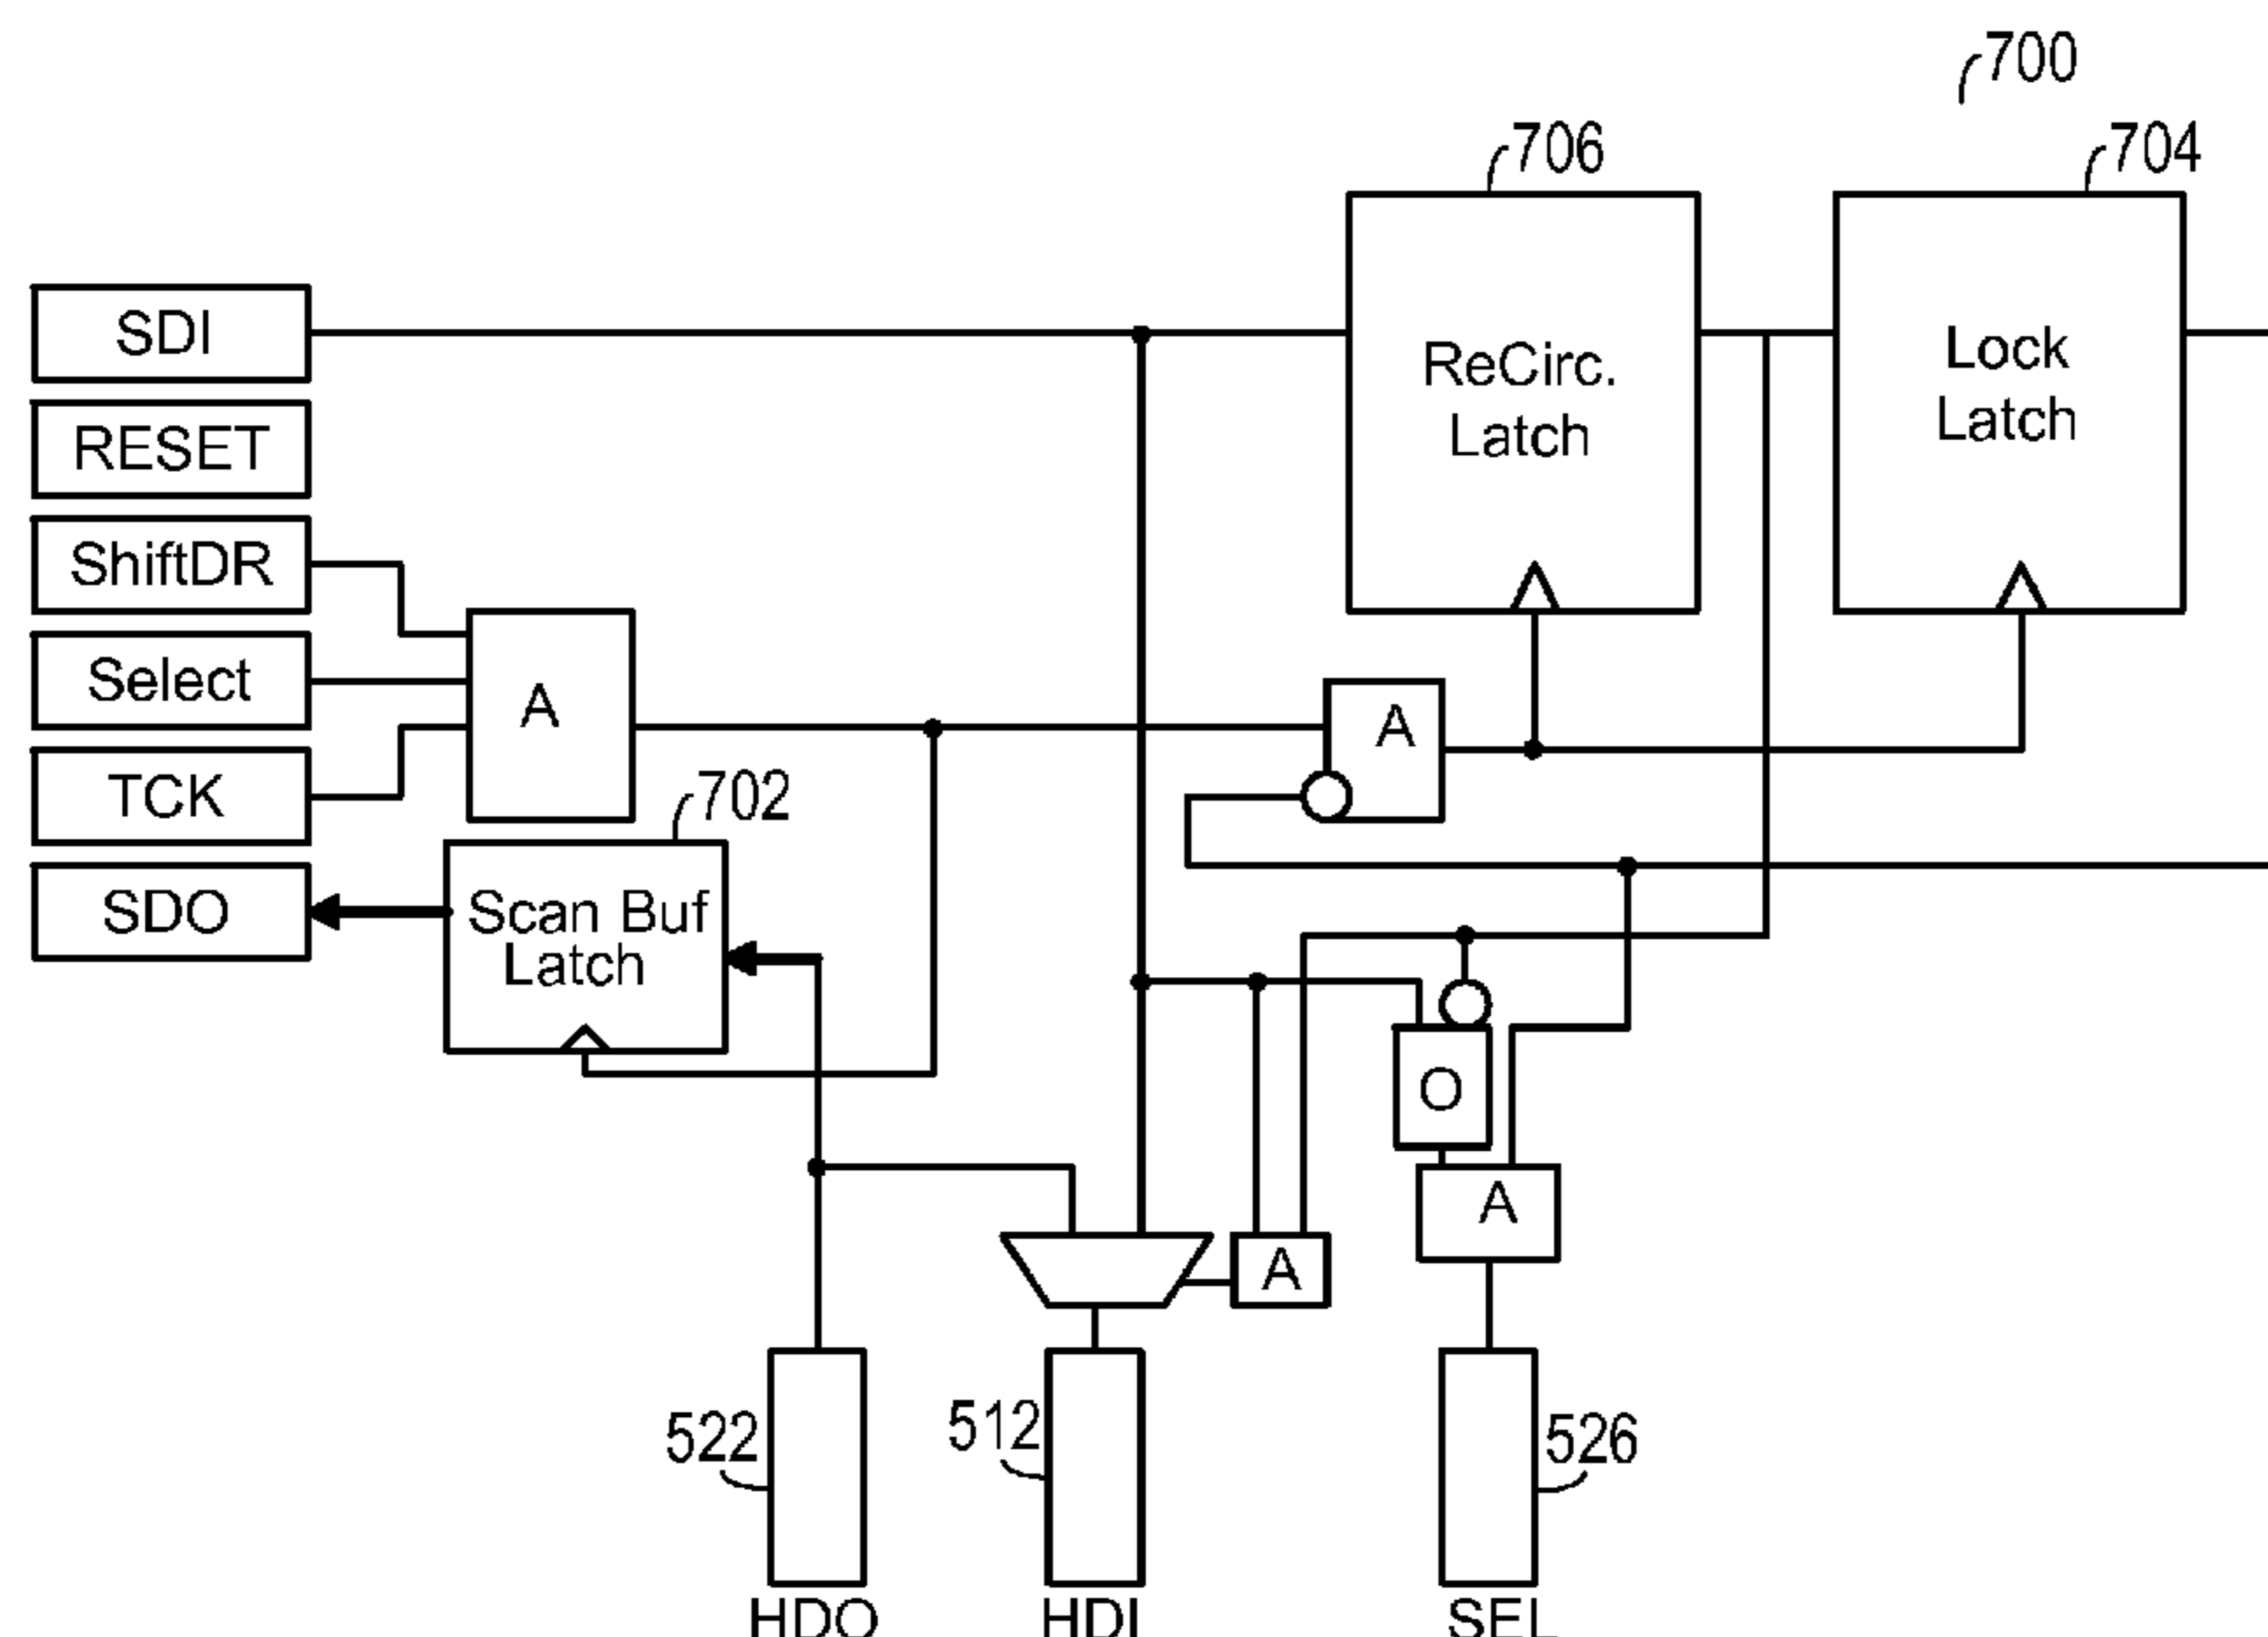 700
706
704
SDI
RESET
ShiftDR
Select
TCK
SDO
ReCirc.
Latch
Lock
Latch
A
A
702
Scan Buf
Latch
O
A
A
522
512
526
HDO
HDI
SEL